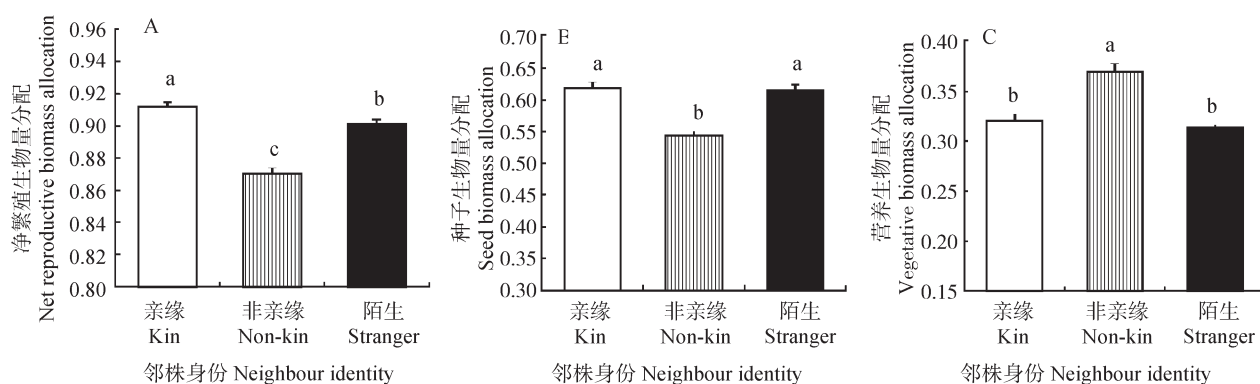 A
净繁殖生物量分配
Net reproductive biomass allocation
0.96
0.94
0.92
0.90
0.88
0.86
0.84
0.82
0.80
a
c
b
亲缘 非亲缘 陌生
Kin Non-kin Stranger
邻株身份 Neighbour identity
B
种子生物量分配
Seed biomass allocation
0.70
0.65
0.60
0.55
0.50
0.45
0.40
0.35
0.30
a
b
a
亲缘 非亲缘 陌生
Kin Non-kin Stranger
邻株身份 Neighbour identity
C
营养生物量分配
Vegetative biomass allocation
0.40
0.35
0.30
0.25
0.20
0.15
b
a
b
亲缘 非亲缘 陌生
Kin Non-kin Stranger
邻株身份 Neighbour identity